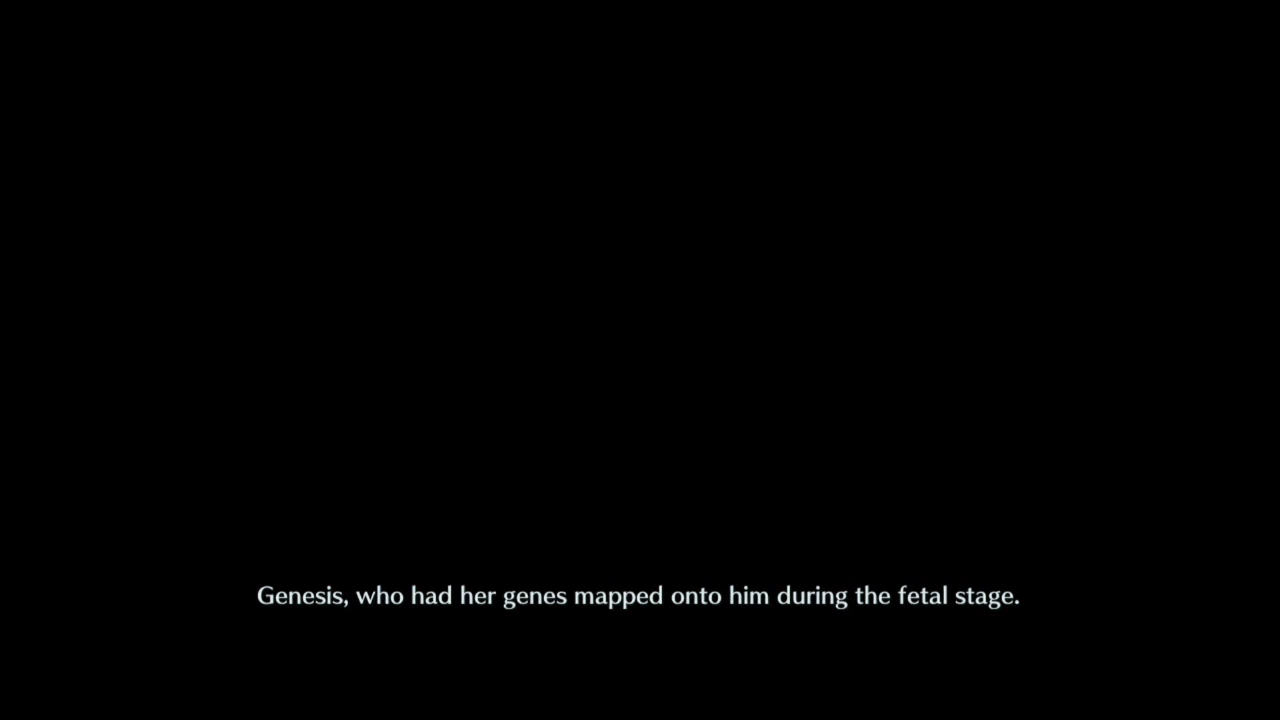 Genesis, who had her genes mapped onto him during the fetal stage.